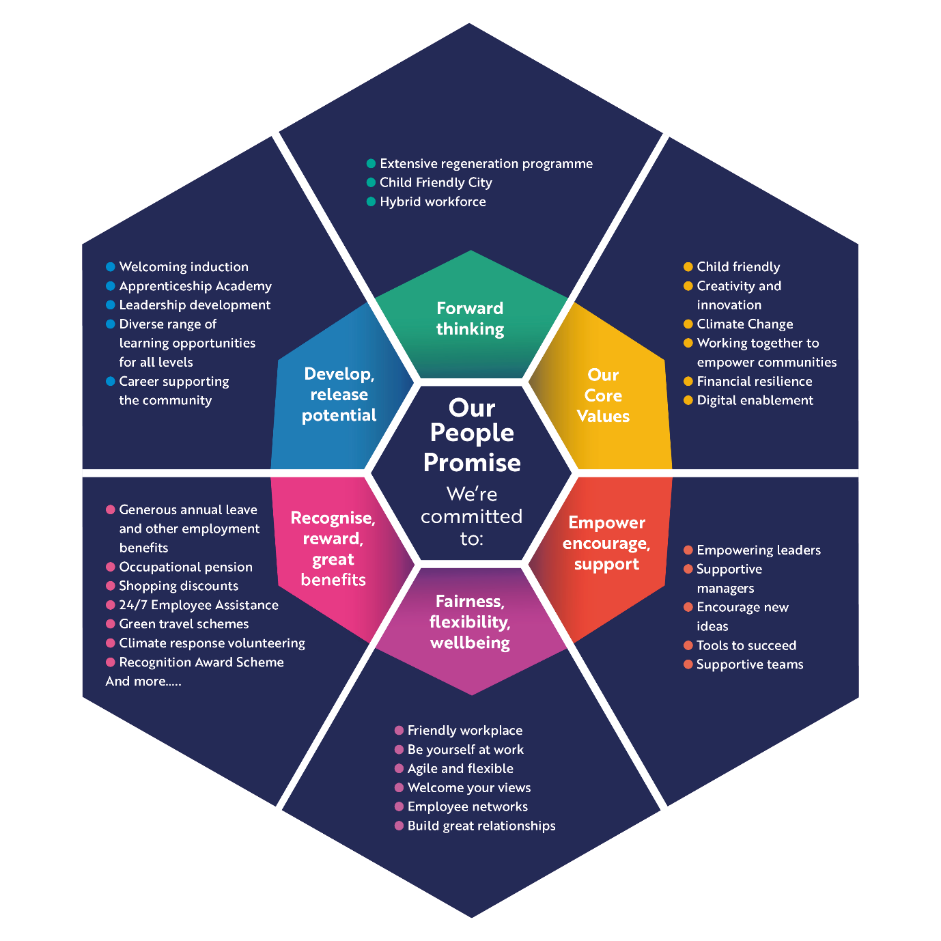 Our
People
Promise
We're
committed
to:
Forward
thinking
Extensive regeneration programme
Child Friendly City
Hybrid workforce
Our
Core
Values
Child friendly
Creativity and
innovation
Climate Change
Working together to
empower communities
Financial resilience
Digital enablement
Empower
encourage,
support
Empowering leaders
Supportive
managers
Encourage new
ideas
Tools to succeed
Supportive teams
Fairness,
flexibility,
wellbeing
Friendly workplace
Be yourself at work
Agile and flexible
Welcome your views
Employee networks
Build great relationships
Recognise,
reward,
great
benefits
Generous annual leave
and other employment
benefits
Occupational pension
Shopping discounts
24/7 Employee Assistance
Green travel schemes
Climate response volunteering
Recognition Award Scheme
And more.....
Develop,
release
potential
Welcoming induction
Apprenticeship Academy
Leadership development
Diverse range of
learning opportunities
for all levels
Career supporting
the community